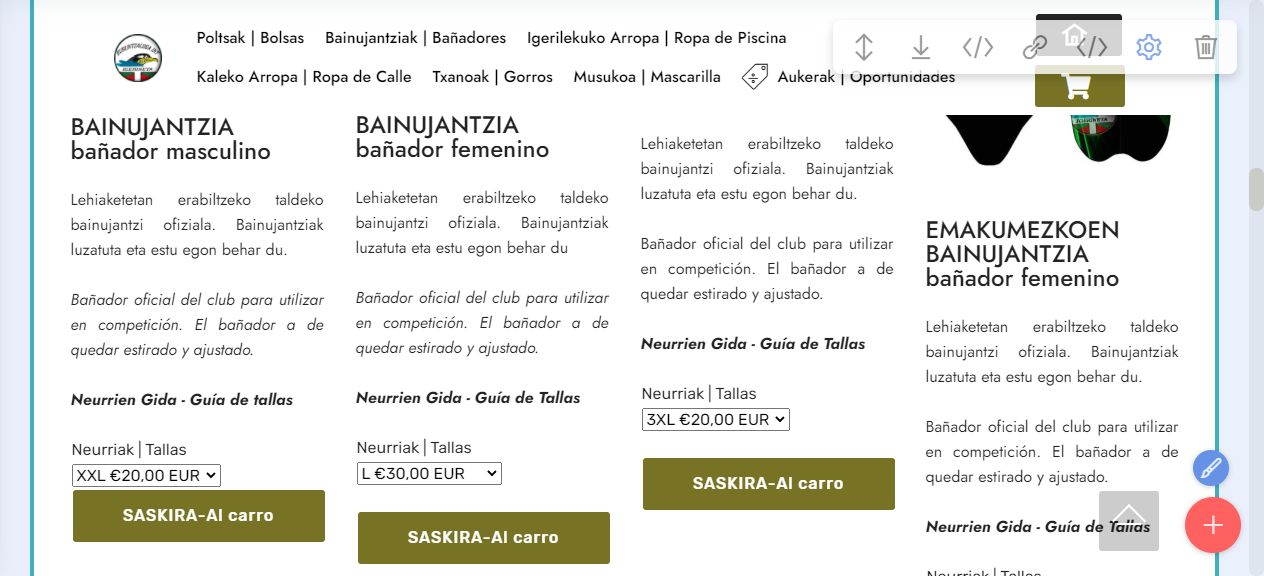 Poltsak | Bolsas
Bainujantziak | Bañadores
Igerilekuko Arropa | Ropa de Piscina
Kaleko Arropa | Ropa de Calle
Txanoak | Gorros
Musukoa | Mascarilla
Aukerak | Oportunidades
BAINUJANTZIA
bañador masculino
Lehiaketetan erabiltzeko taldeko
bainujantzi ofiziala. Bainujantziak
luzatuta eta estu egon behar du.
Bañador oficial del club para utilizar
en competición. El bañador a de
quedar estirado y ajustado.
Neurrien Gida - Guía de tallas
Neurriak | Tallas
XXL €20,00 EUR
SASKIRA-Al carro
BAINUJANTZIA
bañador femenino
Lehiaketetan erabiltzeko taldeko
bainujantzi ofiziala. Bainujantziak
luzatuta eta estu egon behar du
Bañador oficial del club para utilizar
en competición. El bañador a de
quedar estirado y ajustado.
Neurrien Gida - Guía de Tallas
Neurriak | Tallas
L €30,00 EUR
SASKIRA-Al carro
Lehiaketetan erabiltzeko taldeko
bainujantzi ofiziala. Bainujantziak
luzatuta eta estu egon behar du.
Bañador oficial del club para utilizar
en competición. El bañador a de
quedar estirado y ajustado.
Neurrien Gida - Guía de Tallas
Neurriak | Tallas
3XL €20,00 EUR
SASKIRA-Al carro
EMAKUMEZKOEN
BAINUJANTZIA
bañador femenino
Lehiaketetan erabiltzeko taldeko
bainujantzi ofiziala. Bainujantziak
luzatuta eta estu egon behar du.
Bañador oficial del club para utilizar
en competición. El bañador a de
quedar estirado y ajustado.
Neurrien Gida - Guía de Tallas
Neurriak | Tallas